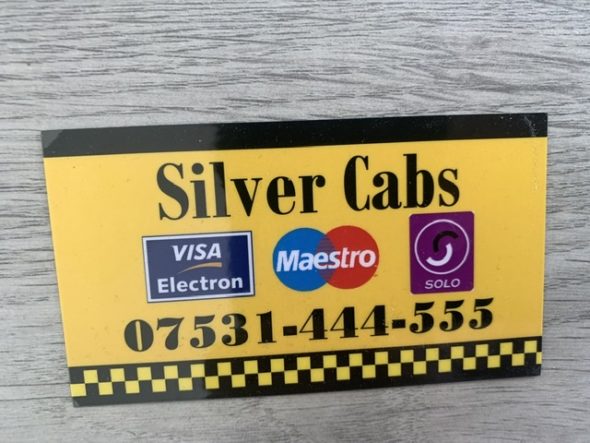 Silver Cabs
VISA
Electron
Maestro
SOLO
07531-444-555